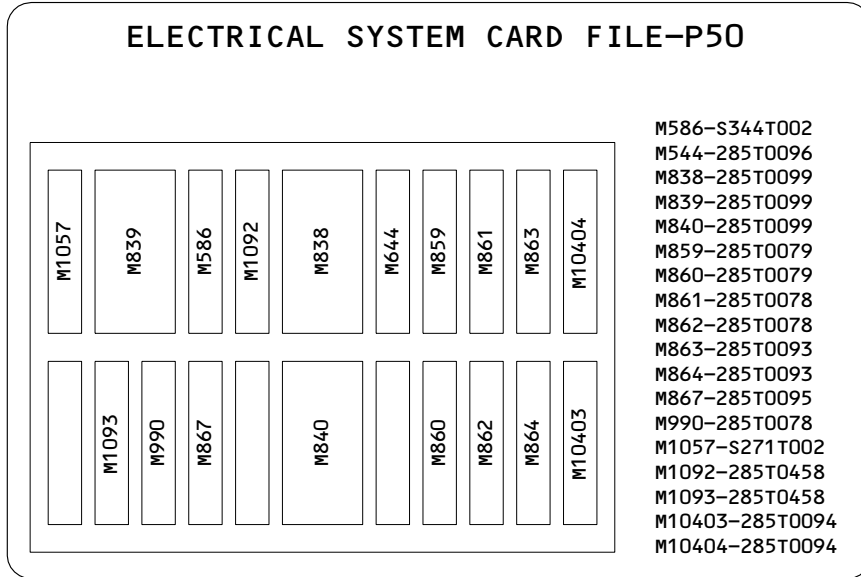 ELECTRICAL SYSTEM CARD FILE-P50
M586-S344T002
M544-285T0096
M838-285T0099
M839-285T0099
M840-285T0099
M859-285T0079
M860-285T0079
M861-285T0078
M862-285T0078
M863-285T0093
M864-285T0093
M867-285T0095
M990-285T0078
M1057-S271T002
M1092-285T0458
M1093-285T0458
M10403-285T0094
M10404-285T0094
M1057
M839
M586
M1092
M838
M644
M859
M861
M863
M10404
M1093
M990
M867
M840
M860
M862
M864
M10403